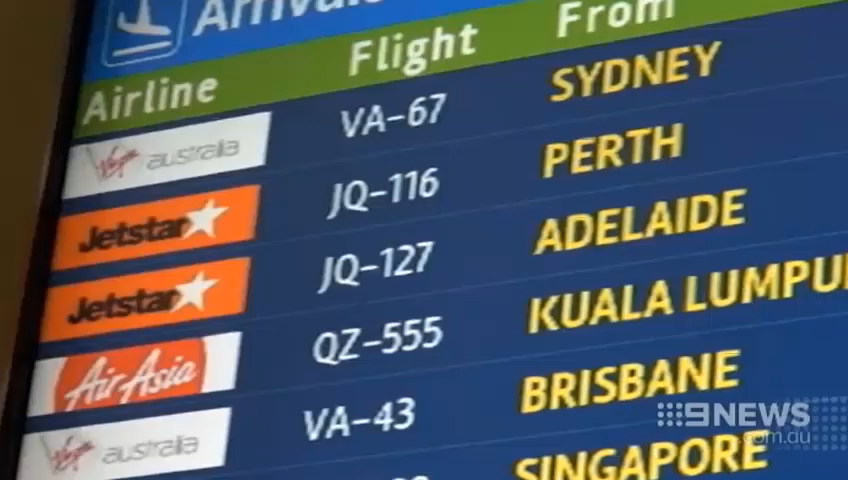 Arrivals
Airline Flight From
Virgin australia VA-67 SYDNEY
Jetstar JQ-116 PERTH
Jetstar JQ-127 ADELAIDE
AirAsia QZ-555 KUALA LUMPU
Virgin australia VA-43 BRISBANE
SINGAPORE
9NEWS
.com.au